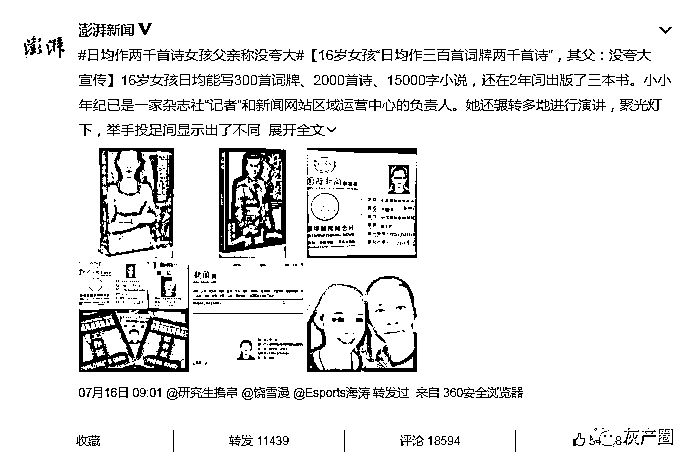 澎湃新闻 V
澎湃
#日均作两千首诗女孩父亲称没夸大#【16岁女孩“日均作三百首词牌两千首诗”，其父：没夸大
宣传】16岁女孩日均能写300首词牌、2000首诗、15000字小说，还在2年间出版了三本书。小小
年纪已是一家杂志社“记者”和新闻网站区域运营中心的负责人。她还辗转多地进行演讲，聚光灯
下，举手投足间显示出了不同 展开全文
07月16日 09:01 @研究生搗帚 @饶雪漫 @Esports海涛 转发过 来自 360安全浏览器
收藏
转发 11439
评论 18594
灰产圈